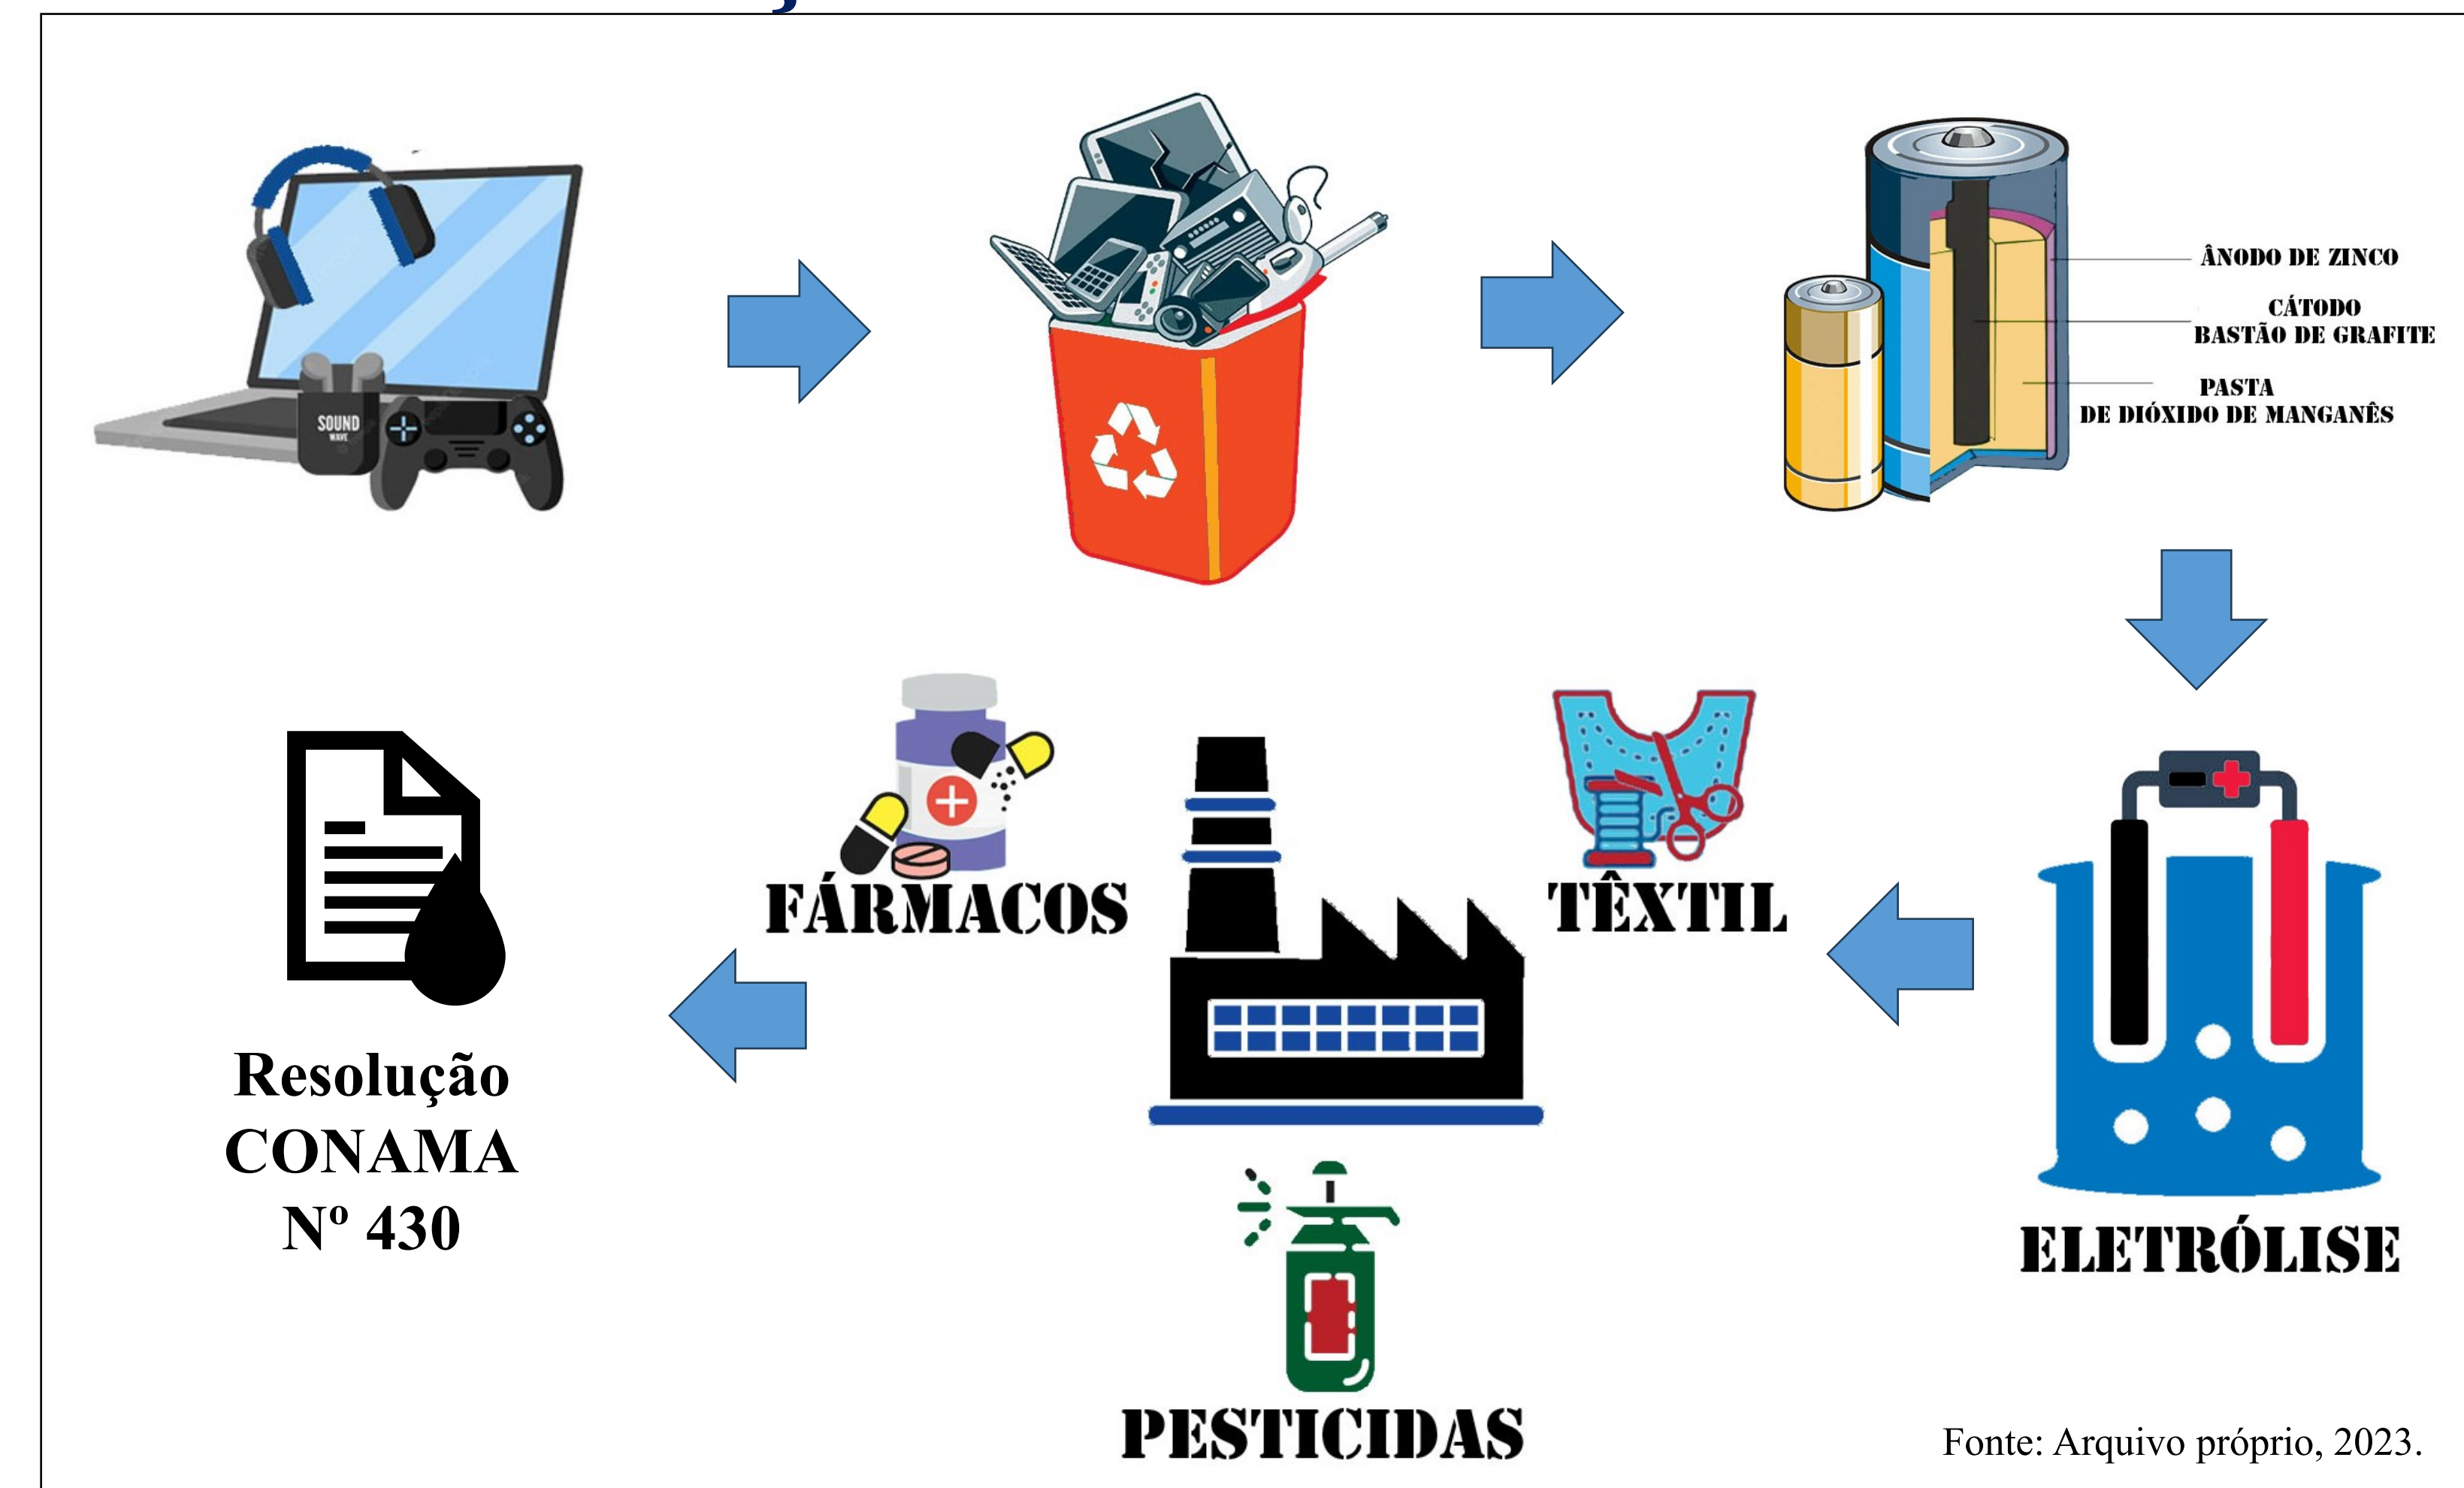 SOUND
WAVE
ÂNODO DE ZINCO
CÁTODO
BASTÃO DE GRAFITE
PASTA
DE DIÓXIDO DE MANGANÊS
FÁRMACOS
TÊXTIL
Resolução
CONAMA
Nº 430
ELETRÓLISE
PESTICIDAS
Fonte: Arquivo próprio, 2023.